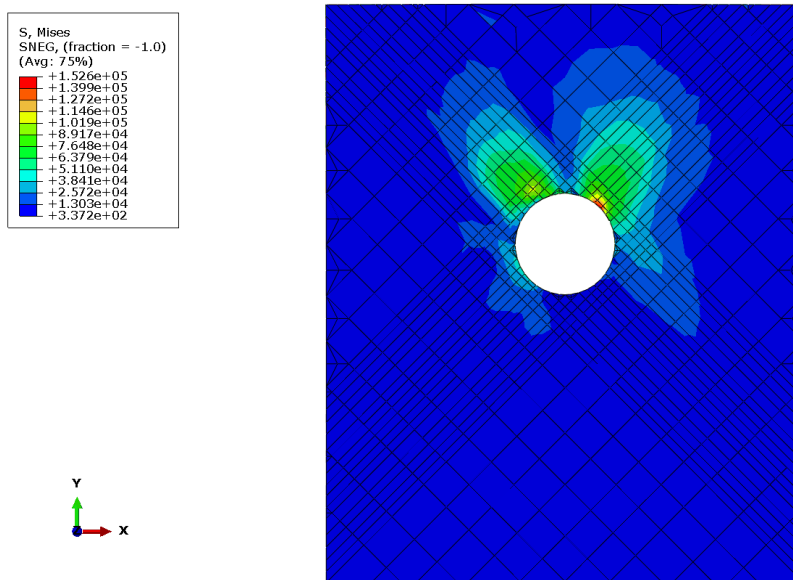 S, Mises
SNEG, (fraction = -1.0)
(Avg: 75%)
+1.526e+05
+1.399e+05
+1.272e+05
+1.146e+05
+1.019e+05
+8.917e+04
+7.648e+04
+6.379e+04
+5.110e+04
+3.841e+04
+2.572e+04
+1.303e+04
+3.372e+02
Y
X